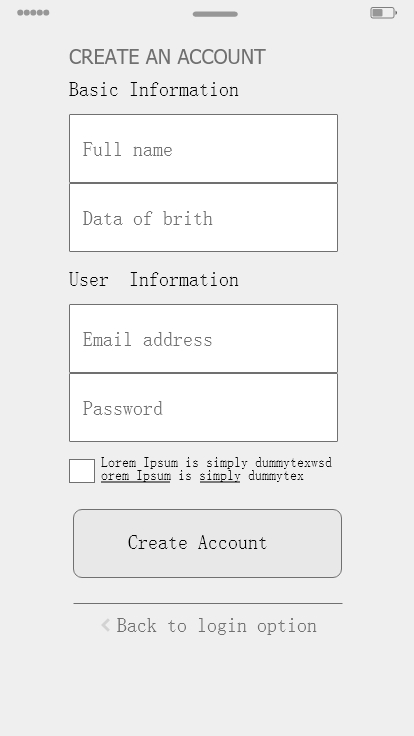 CREATE AN ACCOUNT
Basic Information
Full name
Data of brith
User Information
Email address
Password
Lorem Ipsum is simply dummytexwsd
orem Ipsum is simply dummytex
Create Account
Back to login option